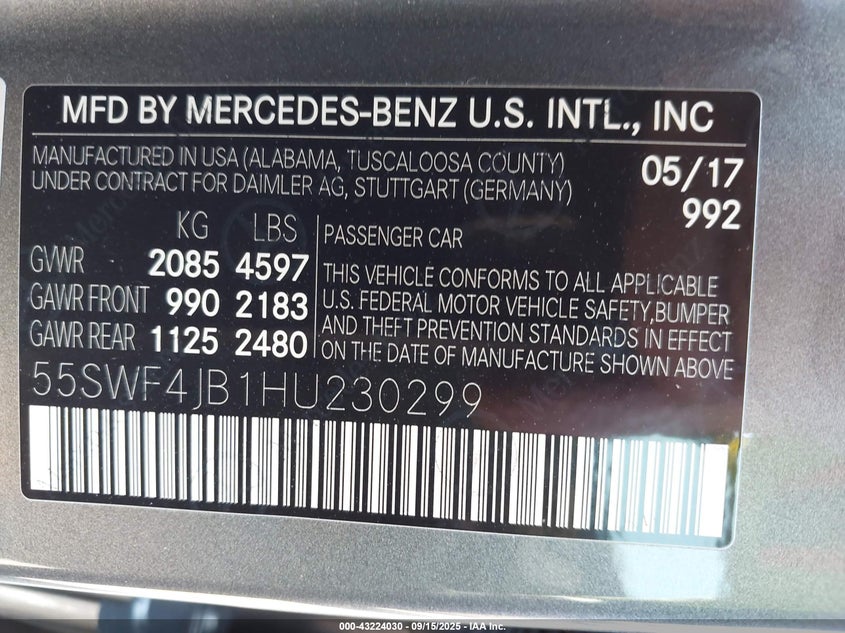 MFD BY MERCEDES-BENZ U.S. INTL., INC
MANUFACTURED IN USA (ALABAMA, TUSCALOOSA COUNTY)
UNDER CONTRACT FOR DAIMLER AG, STUTTGART (GERMANY)
05/17
992
KG LBS
GVWR 2085 4597
GAWR FRONT 990 2183
GAWR REAR 1125 2480
PASSENGER CAR
THIS VEHICLE CONFORMS TO ALL APPLICABLE
U.S. FEDERAL MOTOR VEHICLE SAFETY, BUMPER
AND THEFT PREVENTION STANDARDS IN EFFECT
ON THE DATE OF MANUFACTURE SHOWN ABOVE
55SWF4JB1HU230299
000-43224030 - 09/15/2025 - IAA Inc.